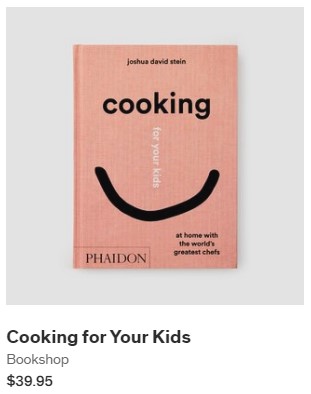 joshua david stein
cooking
for your kids
at home with
the world's
greatest chefs
PHAIDON
Cooking for Your Kids
Bookshop
$39.95